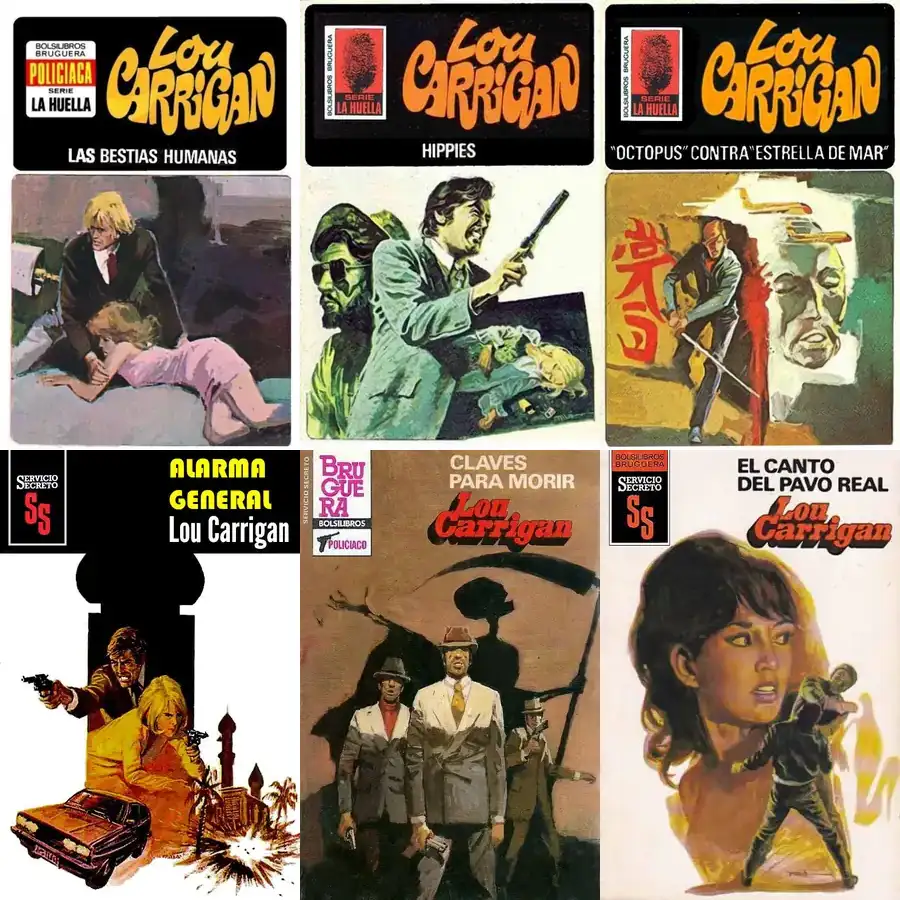 BOLSILIBROS
BRUGUERA
POLICIACA
SERIE
LA HUELLA
LOU
CARRIGAN
LAS BESTIAS HUMANAS
BOLSILIBROS BRUGUERA
SERIE
LA HUELLA
LOU
CARRIGAN
HIPPIES
BOLSILIBROS BRUGUERA
SERIE
LA HUELLA
LOU
CARRIGAN
"OCTOPUS" CONTRA "ESTRELLA DE MAR"
SERVICIO
SECRETO
SS
ALARMA
GENERAL
Lou Carrigan
SERVICIO SECRETO
BRU
GUE
RA
BOLSILIBROS
POLICIACO
CLAVES
PARA MORIR
Lou
Carrigan
BOLSILIBROS
BRUGUERA
SERVICIO
SECRETO
SS
EL CANTO
DEL PAVO REAL
Lou
Carrigan